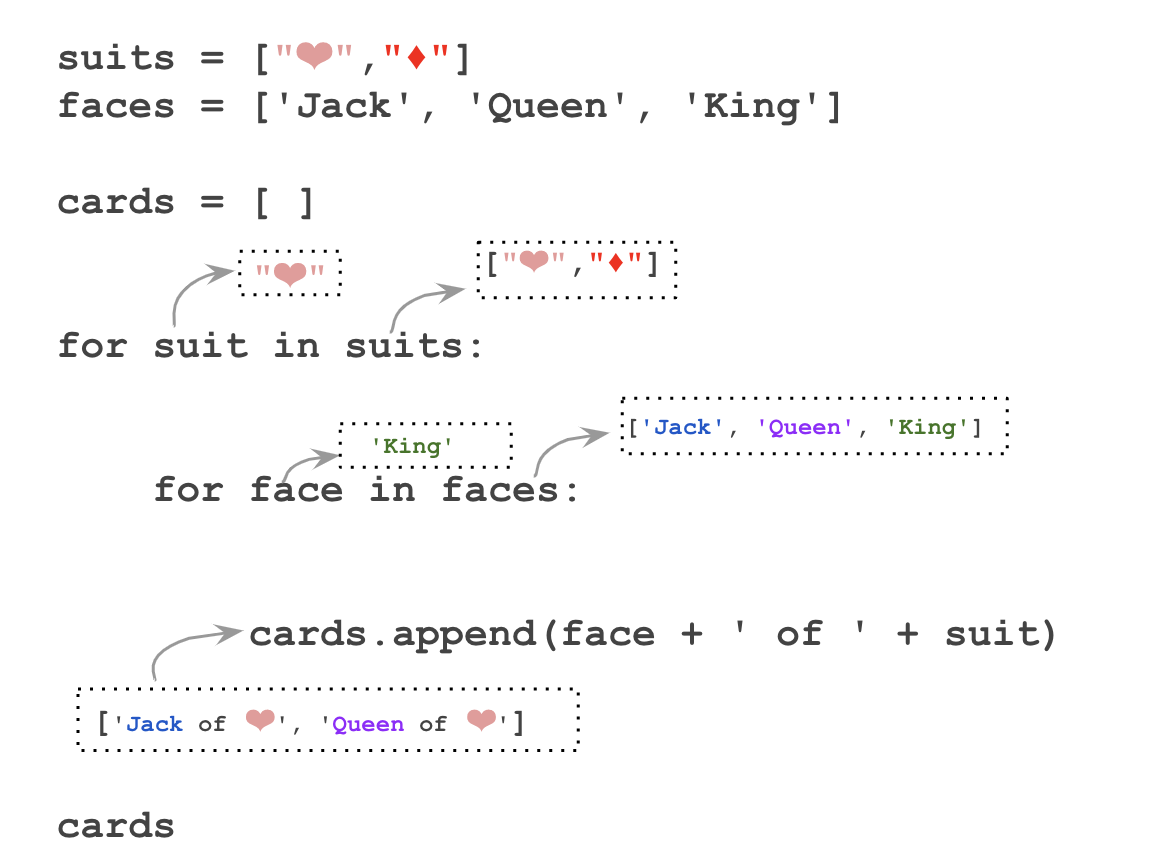 suits = ["❤","♦"]
faces = ['Jack', 'Queen', 'King']
cards = [ ]
"❤"
["❤","♦"]
for suit in suits:
'King'
['Jack', 'Queen', 'King']
for face in faces:
cards.append(face + ' of ' + suit)
['Jack of ❤', 'Queen of ❤']
cards